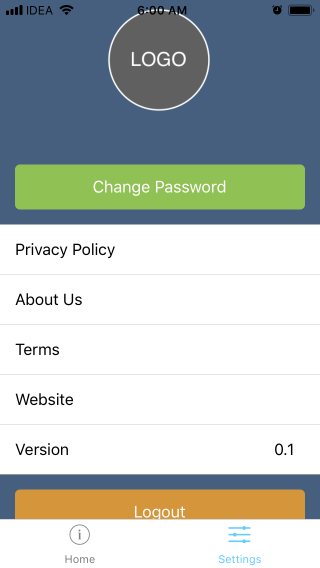 IDEA 6:00 AM
LOGO
Change Password
Privacy Policy
About Us
Terms
Website
Version 0.1
Logout
Home Settings